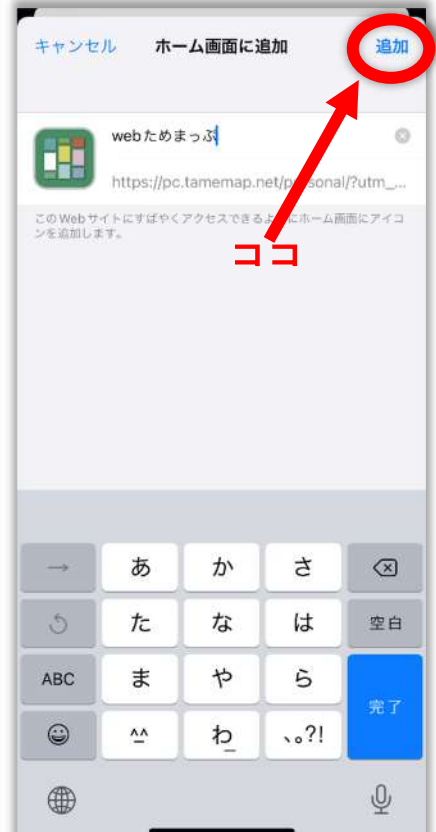 キャンセル ホーム画面に追加 追加
webためまっぷ
https://pc.tamemap.net/personal/?utm_...
このWebサイトにすばやくアクセスできるようにホーム画面にアイコ
ンを追加します。
ココ
→ あ か さ
た な は 空白
ABC ま や ら
完了
^^ わ 、。?!